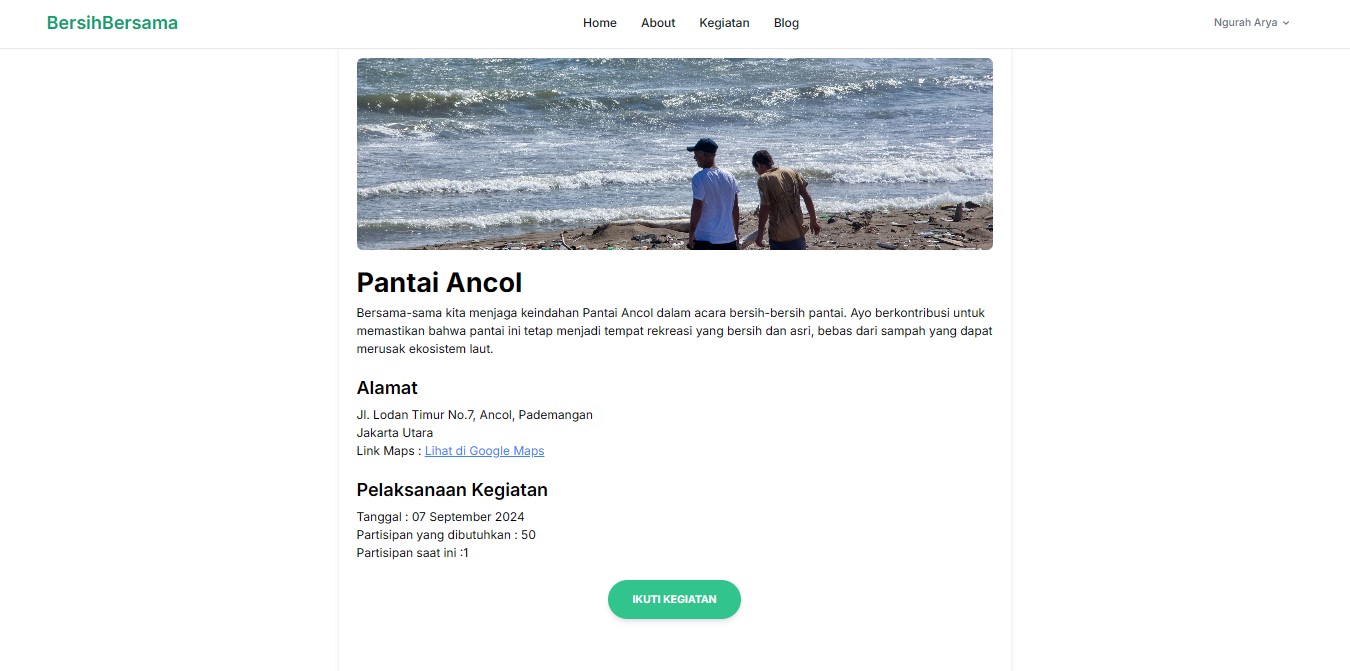 BersihBersama
Home About Kegiatan Blog
Ngurah Arya
Pantai Ancol
Bersama-sama kita menjaga keindahan Pantai Ancol dalam acara bersih-bersih pantai. Ayo berkontribusi untuk
memastikan bahwa pantai ini tetap menjadi tempat rekreasi yang bersih dan asri, bebas dari sampah yang dapat
merusak ekosistem laut.
Alamat
Jl. Lodan Timur No.7, Ancol, Pademangan
Jakarta Utara
Link Maps : Lihat di Google Maps
Pelaksanaan Kegiatan
Tanggal : 07 September 2024
Partisipan yang dibutuhkan : 50
Partisipan saat ini :1
IKUTI KEGIATAN